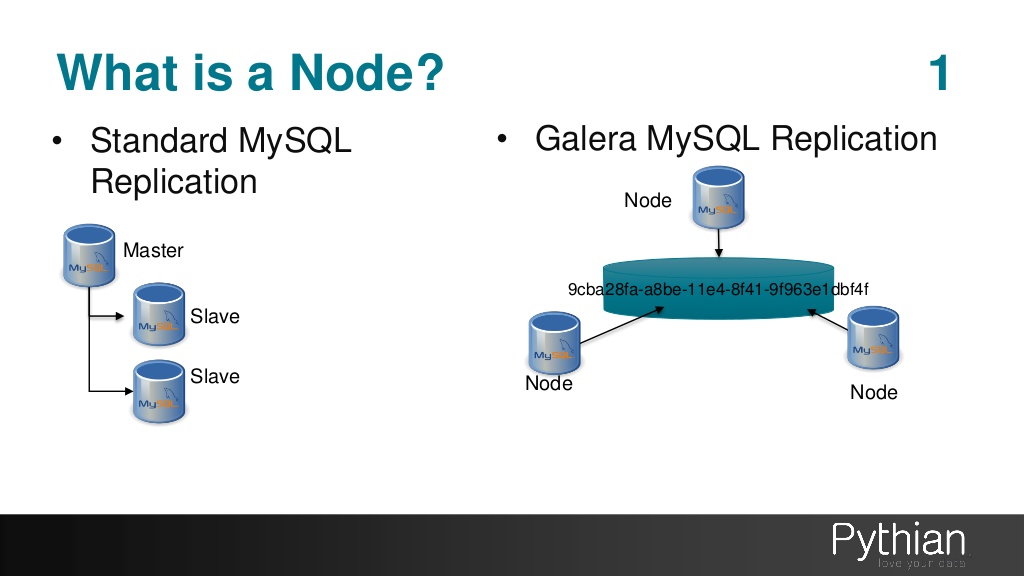 What is a Node?
1
• Standard MySQL
Replication
MySQL
Master
MySQL
Slave
MySQL
Slave
• Galera MySQL Replication
Node
MySQL
9cba28fa-a8be-11e4-8f41-9f963e1dbf4f
MySQL
Node
MySQL
Node
Pythian
love your data